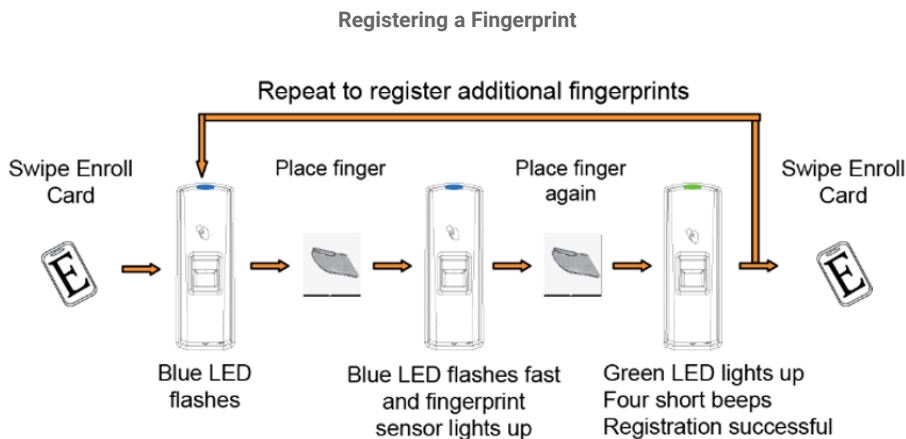 Registering a Fingerprint
Repeat to register additional fingerprints
Swipe Enroll
Card
Place finger
Place finger
again
Swipe Enroll
Card
E
E
Blue LED
flashes
Blue LED flashes fast
and fingerprint
sensor lights up
Green LED lights up
Four short beeps
Registration successful